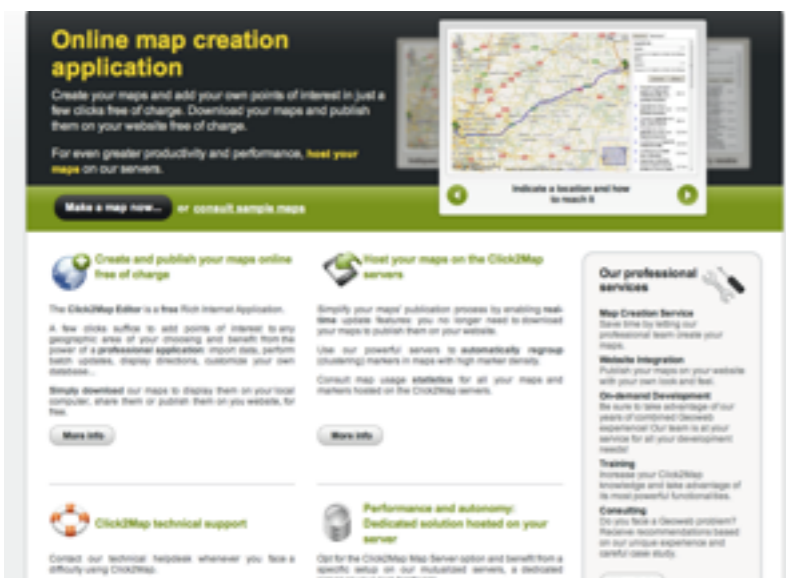 Online map creation
application
Create your maps and add your own points of interest in just a
few clicks free of charge. Download your maps and publish
them on your website free of charge.
For even greater productivity and performance, host your
maps on our servers.
Indicate a location and how
to reach it
Make a map now... or consult sample maps
Create and publish your maps online
free of charge
The Click2Map Editor is a free Rich Internet Application.
A few clicks suffice to add points of interest to any
geographic area of your choosing and benefit from the
power of a professional application: import data, perform
batch updates, display directions, customize your own
database...
Simply download our maps to display them on your local
computer, share them or publish them on you website, for
free.
More info
Host your maps on the Click2Map
servers
Simplify your maps' publication process by enabling real-
time update features you no longer need to download
your maps to publish them on your website.
Use our powerful servers to automatically regroup
(clustering) markers in maps with high marker density.
Consult map usage statistics for all your maps and
markers hosted on the Click2Map servers.
More info
Our professional
services
Map Creation Service
Save time by letting our
professional team create your
maps.
Website Integration
Publish your maps on your website
with your own look and feel.
On-demand Development
Be sure to take advantage of our
years of combined Geoweb
experience! Our team is at your
service for all your development
needs!
Training
Increase your Click2Map
knowledge and take advantage of
its most powerful functionalities.
Consulting
Do you face a Geoweb problem?
Receive recommendations based
on our unique experience and
careful case study.
Click2Map technical support
Contact our technical helpdesk whenever you face a
difficulty using Click2Map.
Performance and autonomy:
Dedicated solution hosted on your
server
Opt for the Click2Map Map Server option and benefit from a
specific setup on our mutualized servers, a dedicated